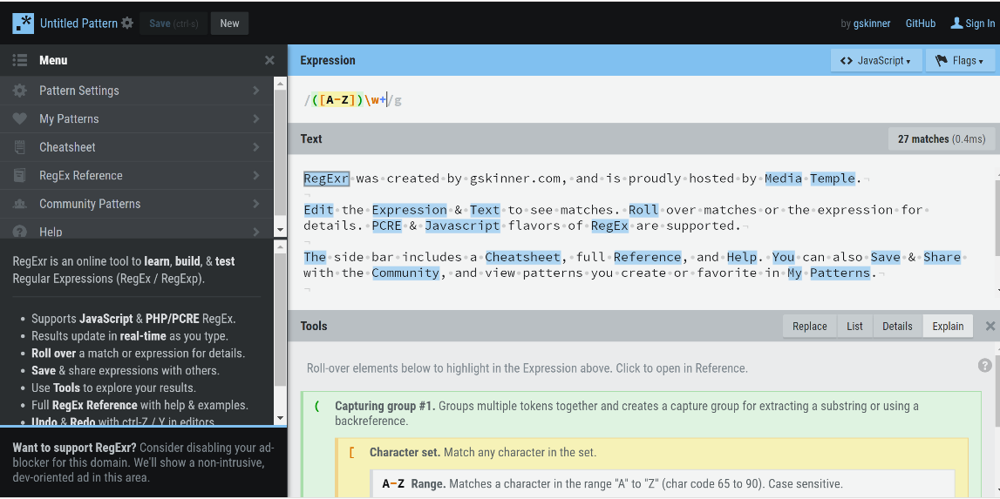 Untitled Pattern
Save (ctrl-s)
New
by gskinner
GitHub
Sign In
Menu
Pattern Settings
My Patterns
Cheatsheet
RegEx Reference
Community Patterns
Help
RegExr is an online tool to learn, build, & test
Regular Expressions (RegEx / RegExp).
• Supports JavaScript & PHP/PCRE RegEx.
• Results update in real-time as you type.
• Roll over a match or expression for details.
• Save & share expressions with others.
• Use Tools to explore your results.
• Full RegEx Reference with help & examples.
• Undo & Redo with ctrl-Z / Y in editors.
Want to support RegExr? Consider disabling your ad-
blocker for this domain. We'll show a non-intrusive,
dev-oriented ad in this area.
Expression
<> JavaScript
Flags
/([A-Z])\w+/g
Text
27 matches (0.4ms)
RegExr was created by gskinner.com, and is proudly hosted by Media Temple.
Edit the Expression & Text to see matches. Roll over matches or the expression for
details. PCRE & Javascript flavors of RegEx are supported.
The side bar includes a Cheatsheet, full Reference, and Help. You can also Save & Share
with the Community, and view patterns you create or favorite in My Patterns.
Tools
Replace
List
Details
Explain
Roll-over elements below to highlight in the Expression above. Click to open in Reference.
( Capturing group #1. Groups multiple tokens together and creates a capture group for extracting a substring or using a
backreference.
[ Character set. Match any character in the set.
A-Z Range. Matches a character in the range "A" to "Z" (char code 65 to 90). Case sensitive.